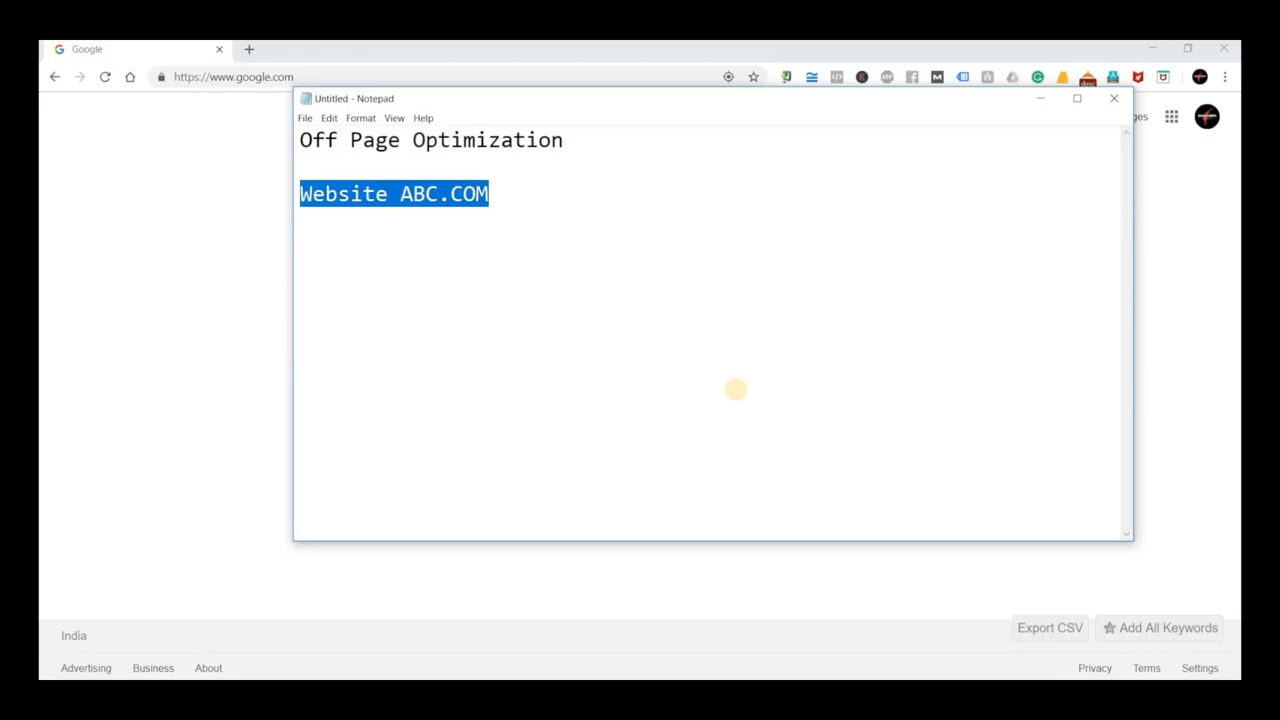 Google
https://www.google.com
Untitled - Notepad
File Edit Format View Help
Off Page Optimization
Website ABC.COM
India
Export CSV
Add All Keywords
Advertising Business About
Privacy Terms Settings